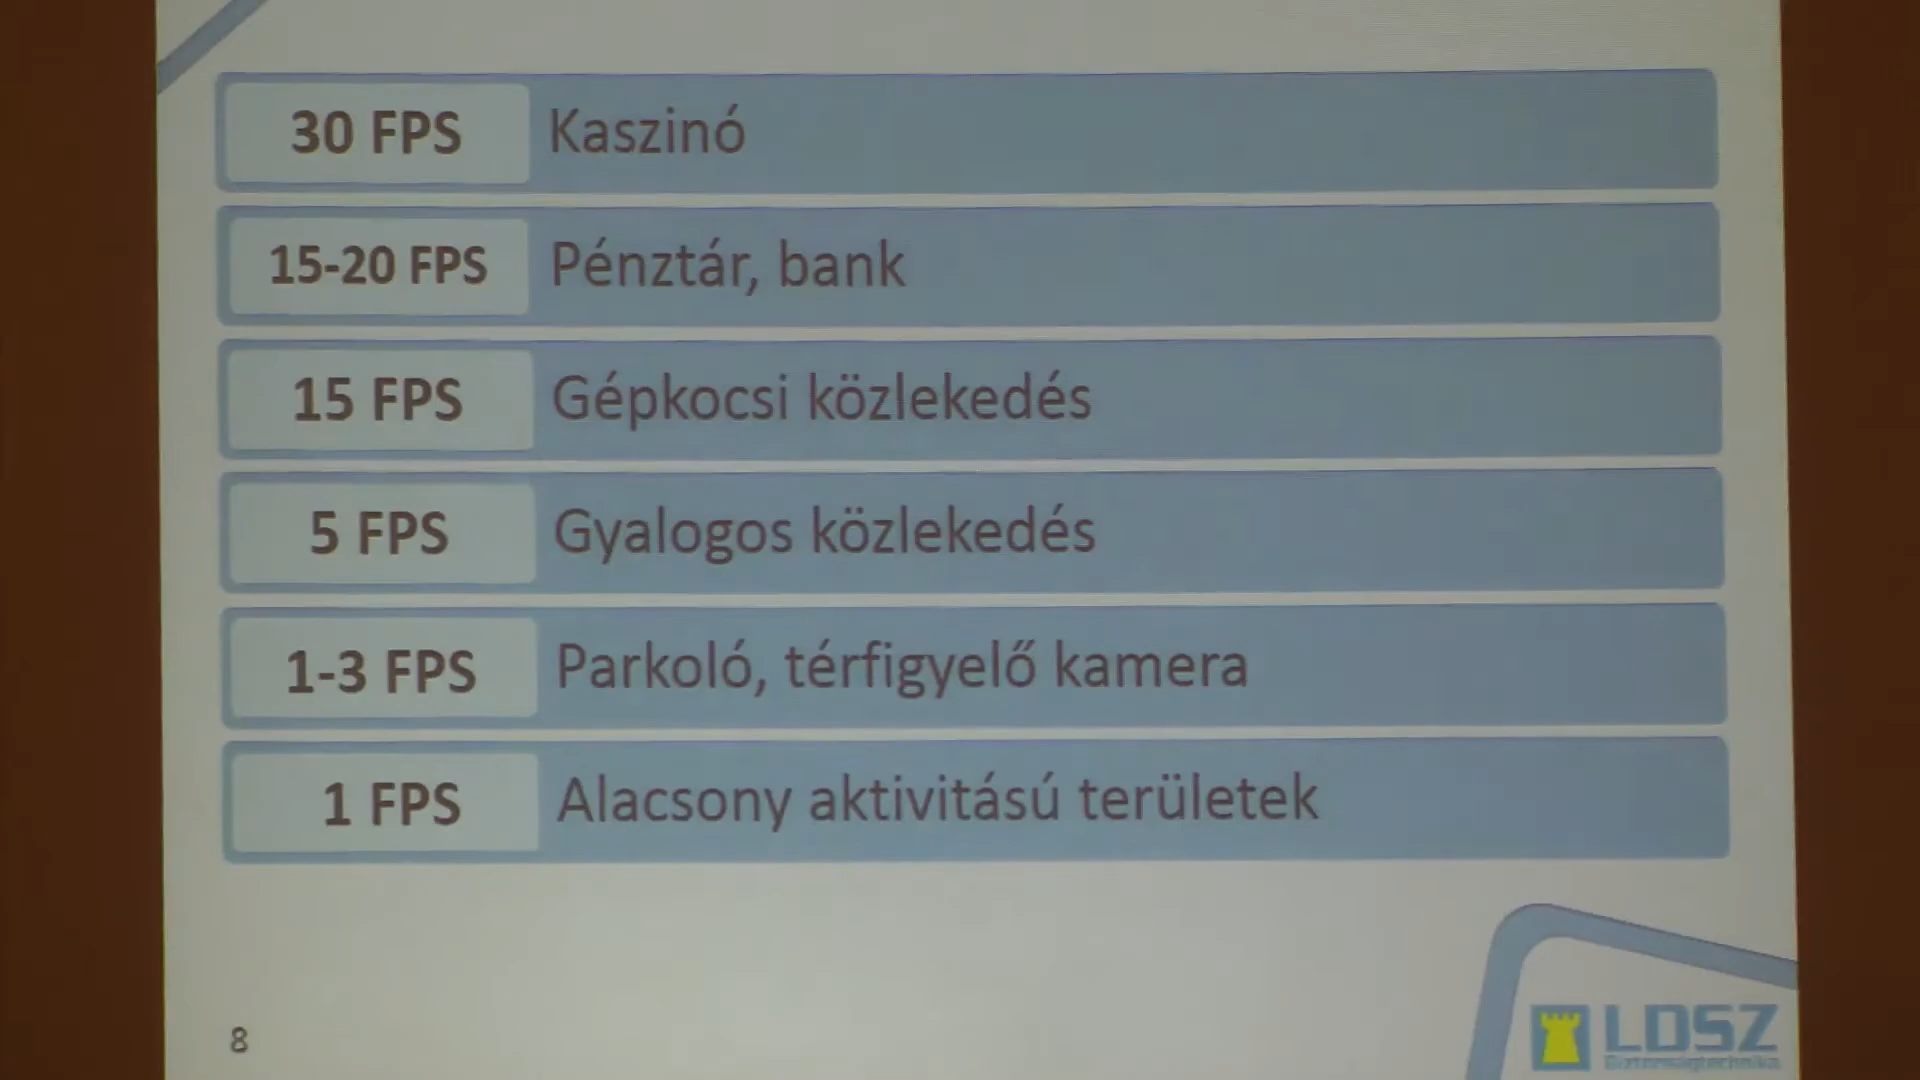 30 FPS Kaszinó
15-20 FPS Pénztár, bank
15 FPS Gépkocsi közlekedés
5 FPS Gyalogos közlekedés
1-3 FPS Parkoló, térfigyelő kamera
1 FPS Alacsony aktivitású területek
8
LDSZ
Biztonságtechnika